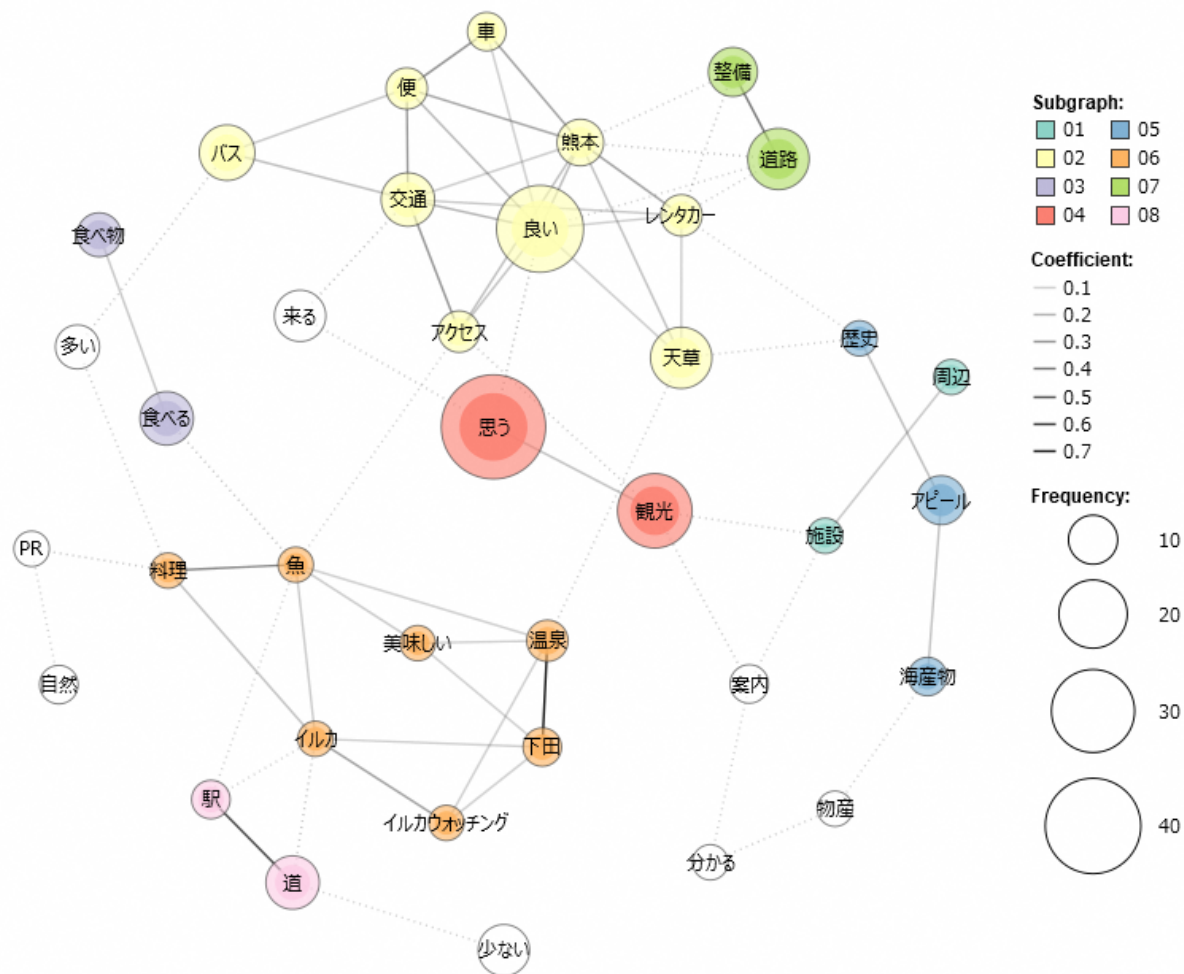 車
便
整備
熊本
バス
道路
交通
レンタカー
良い
食べ物
来る
アクセス
多い
天草
歴史
周辺
食べる
思う
アピール
観光
施設
PR
料理
魚
美味しい
温泉
自然
案内
海産物
イルカ
下田
駅
イルカウォッチング
物産
分かる
道
少ない
Subgraph:
01 05
02 06
03 07
04 08
Coefficient:
0.1
0.2
0.3
0.4
0.5
0.6
0.7
Frequency:
10
20
30
40